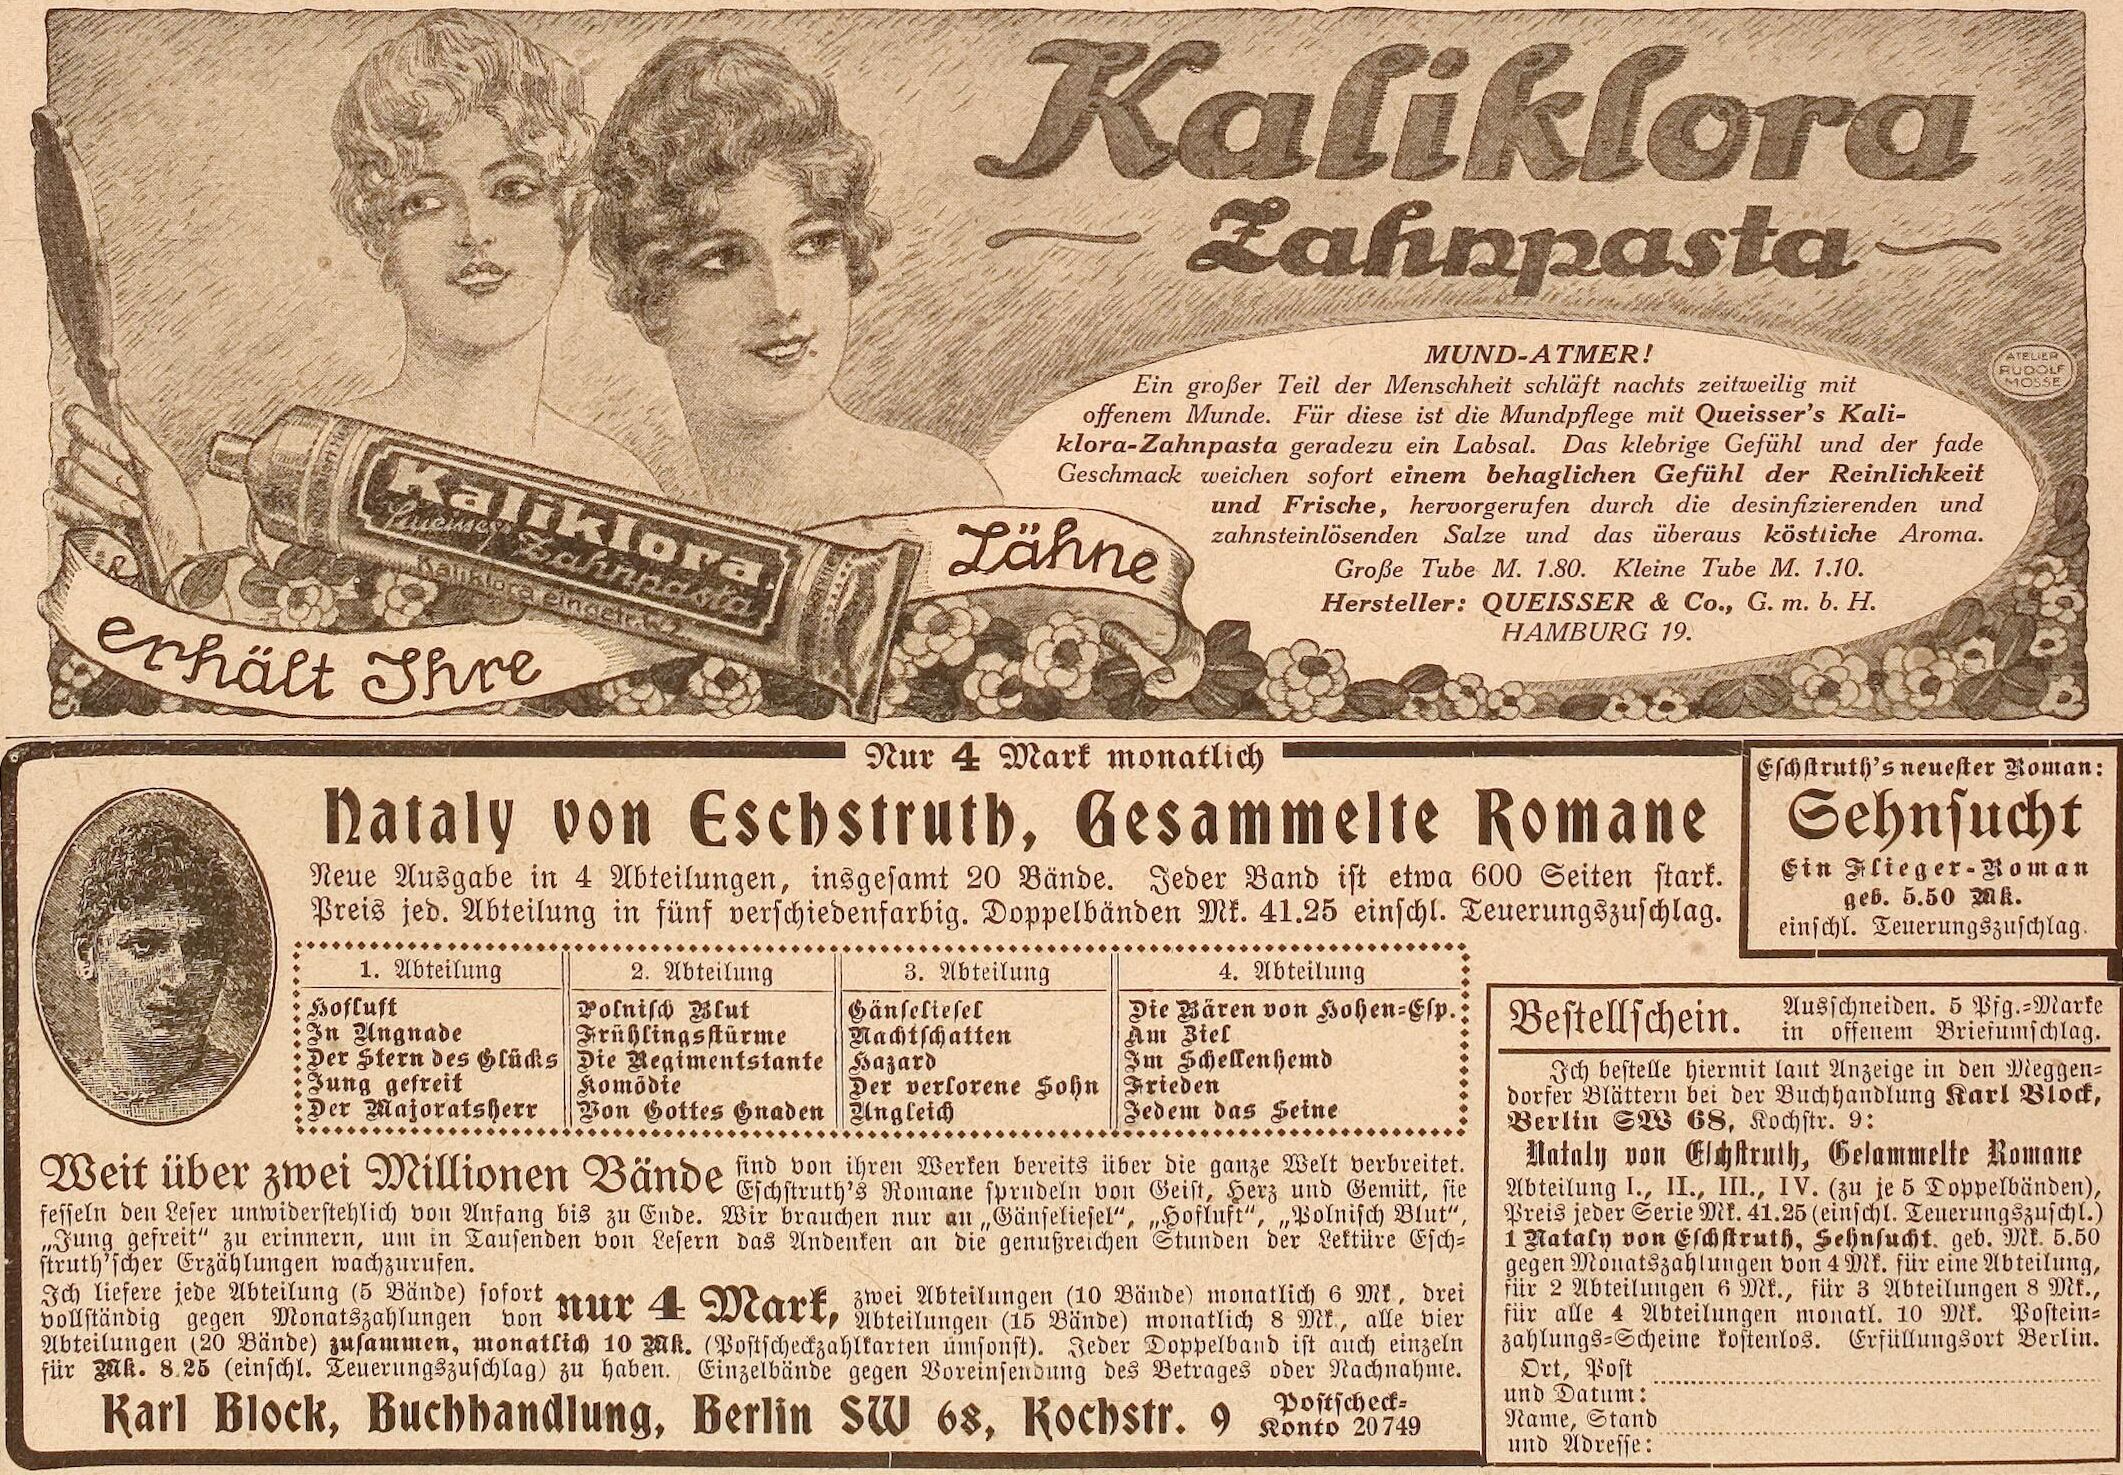 Kaliklora
Zahnpasta
MUND-ATMER!
Ein großer Teil der Menschheit schläft nachts zeitweilig mit
offenem Munde. Für diese ist die Mundpflege mit Queisser's Kali-
klora-Zahnpasta geradezu ein Labsal. Das klebrige Gefühl und der fade
Geschmack weichen sofort einem behaglichen Gefühl der Reinlichkeit
und Frische, hervorgerufen durch die desinfizierenden und
zahnsteinlösenden Salze und das überaus köstliche Aroma.
Große Tube M. 1.80. Kleine Tube M. 1.10.
Hersteller: QUEISSER & Co., G. m. b. H.
HAMBURG 19.
ATELIER
RUDOLF
MOSSE
Kaliklora
Zahnpasta
erhält Ihre
Zähne
Nur 4 Mark monatlich
Nataly von Eschstruth, Gesammelte Romane
Neue Ausgabe in 4 Abteilungen, insgesamt 20 Bände. Jeder Band ist etwa 600 Seiten stark.
Preis jed. Abteilung in fünf verschiedenfarbig. Doppelbänden Mk. 41.25 einschl. Teuerungszuschlag.
Eschstruth's neuester Roman:
Sehnsucht
Ein Flieger-Roman
geb. 5.50 Mk.
einschl. Teuerungszuschlag.
1. Abteilung
Hofluft
In Ungnade
Der Stern des Glücks
Jung gefreit
Der Majoratsherr
2. Abteilung
Polnisch Blut
Frühlingsstürme
Die Regimentstante
Komödie
Von Gottes Gnaden
3. Abteilung
Gänseliesel
Nachtschatten
Hazard
Der verlorene Sohn
Ungleich
4. Abteilung
Die Bären von Hohen-Esp.
Am Ziel
Im Schellenhemd
Frieden
Jedem das Seine
Weit über zwei Millionen Bände sind von ihren Werken bereits über die ganze Welt verbreitet.
Eschstruth's Romane sprudeln von Geist, Herz und Gemüt, sie
fesseln den Leser unwiderstehlich von Anfang bis zu Ende. Wir brauchen nur an „Gänseliesel“, „Hofluft“, „Polnisch Blut“,
„Jung gefreit“ zu erinnern, um in Tausenden von Lesern das Andenken an die genußreichen Stunden der Lektüre Esch-
struth'scher Erzählungen wachzurufen.
Ich liefere jede Abteilung (5 Bände) sofort
vollständig gegen Monatszahlungen von nur 4 Mark, zwei Abteilungen (10 Bände) monatlich 6 Mk., drei
Abteilungen (15 Bände) monatlich 8 Mk., alle vier
Abteilungen (20 Bände) zusammen, monatlich 10 Mk. (Postscheckzahlkarten umsonst). Jeder Doppelband ist auch einzeln
für Mk. 8.25 (einschl. Teuerungszuschlag) zu haben. Einzelbände gegen Voreinsendung des Betrages oder Nachnahme.
Karl Block, Buchhandlung, Berlin SW 68, Kochstr. 9
Postscheck-
Konto 20749
Bestellschein.
Ausschneiden. 5 Pfg.-Marke
in offenem Briefumschlag.
Ich bestelle hiermit laut Anzeige in den Meggen-
dorfer Blättern bei der Buchhandlung Karl Block,
Berlin SW 68, Kochstr. 9:
Nataly von Eschstruth, Gesammelte Romane
Abteilung I., II., III., IV. (zu je 5 Doppelbänden),
Preis jeder Serie Mk. 41.25 (einschl. Teuerungszuschl.)
1 Nataly von Eschstruth, Sehnsucht. geb. Mk. 5.50
gegen Monatszahlungen von 4 Mk. für eine Abteilung,
für 2 Abteilungen 6 Mk., für 3 Abteilungen 8 Mk.,
für alle 4 Abteilungen monatl. 10 Mk. Postein-
zahlungs-Scheine kostenlos. Erfüllungsort Berlin.
Ort, Post
und Datum:
Name, Stand
und Adresse: